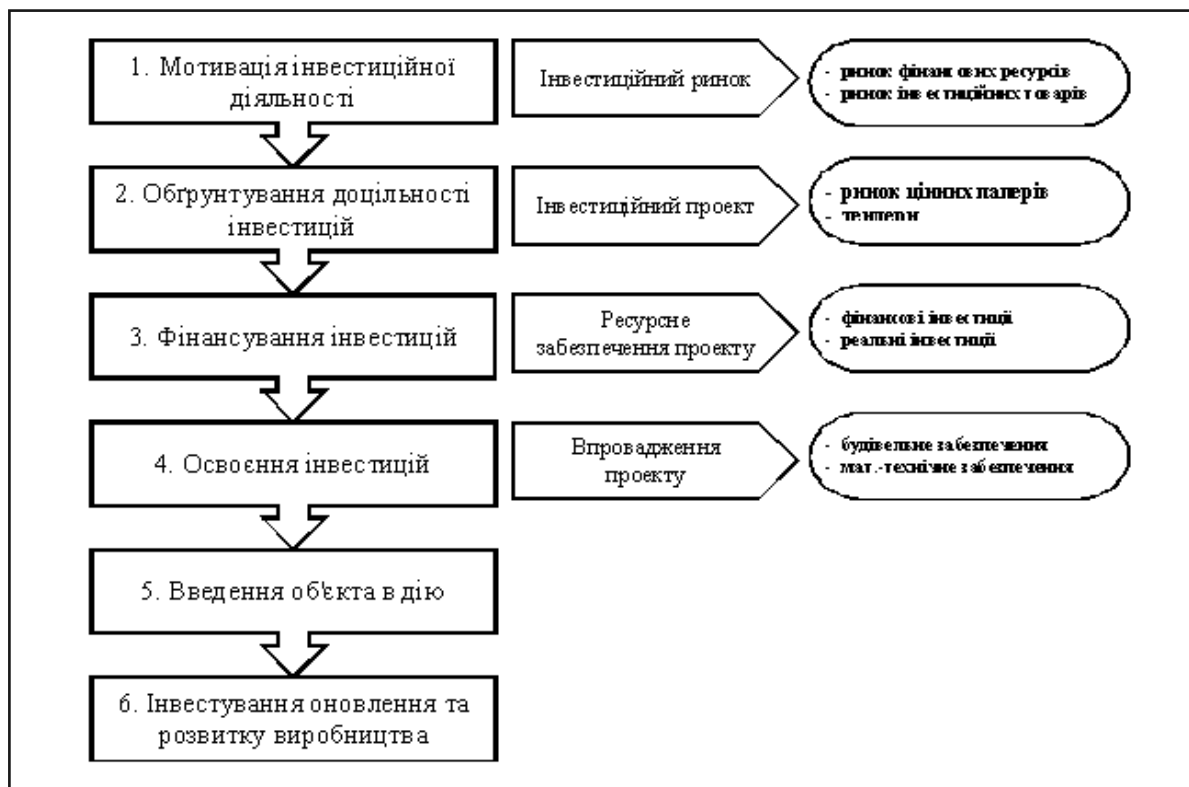 1. Мотивація інвестиційної
діяльності
Інвестиційний ринок
- ринок фінансових ресурсів
- ринок інвестиційних товарів
2. Обґрунтування доцільності
інвестицій
Інвестиційний проект
- ринок цінних паперів
- тендери
3. Фінансування інвестицій
Ресурсне
забезпечення проекту
- фінансові інвестиції
- реальні інвестиції
4. Освоєння інвестицій
Впровадження
проекту
- будівельне забезпечення
- мат.-технічне забезпечення
5. Введення об'єкта в дію
6. Інвестування оновлення та
розвитку виробництва